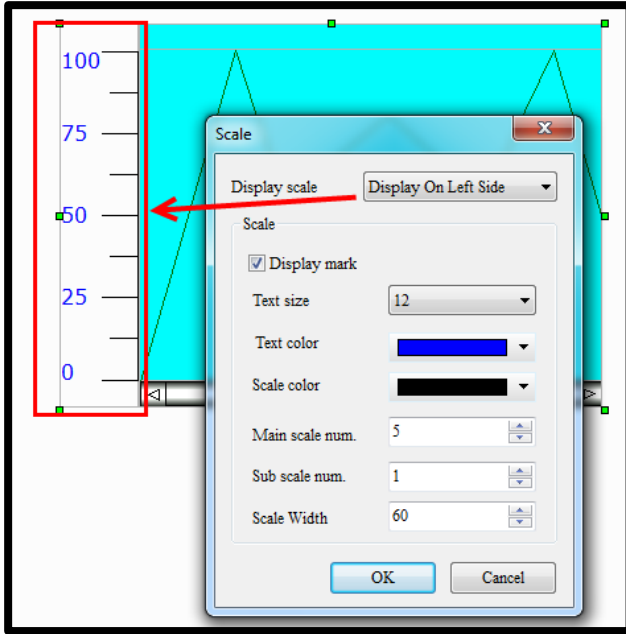 100
75
50
25
0
Scale
Display scale Display On Left Side
Scale
Display mark
Text size 12
Text color
Scale color
Main scale num. 5
Sub scale num. 1
Scale Width 60
OK Cancel